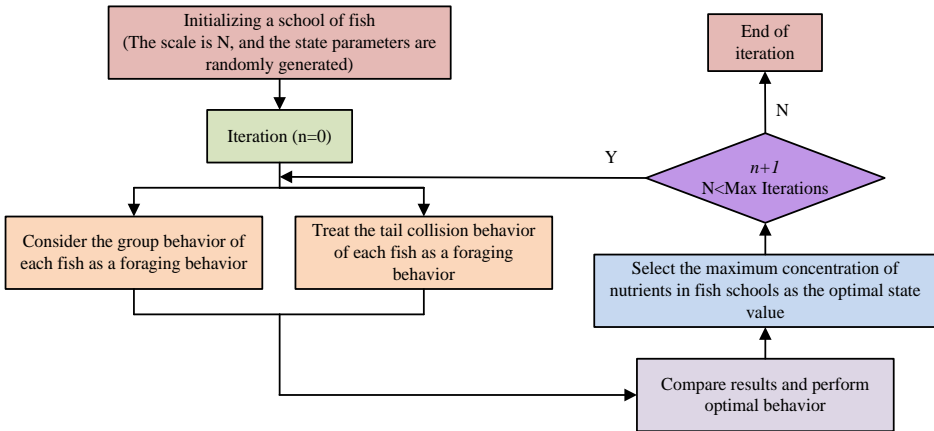 Initializing a school of fish
(The scale is N, and the state parameters are
randomly generated)
End of
iteration
Iteration (n=0)
N
Y
n+1
N<Max Iterations
Consider the group behavior of
each fish as a foraging behavior
Treat the tail collision behavior
of each fish as a foraging
behavior
Select the maximum concentration of
nutrients in fish schools as the optimal state
value
Compare results and perform
optimal behavior